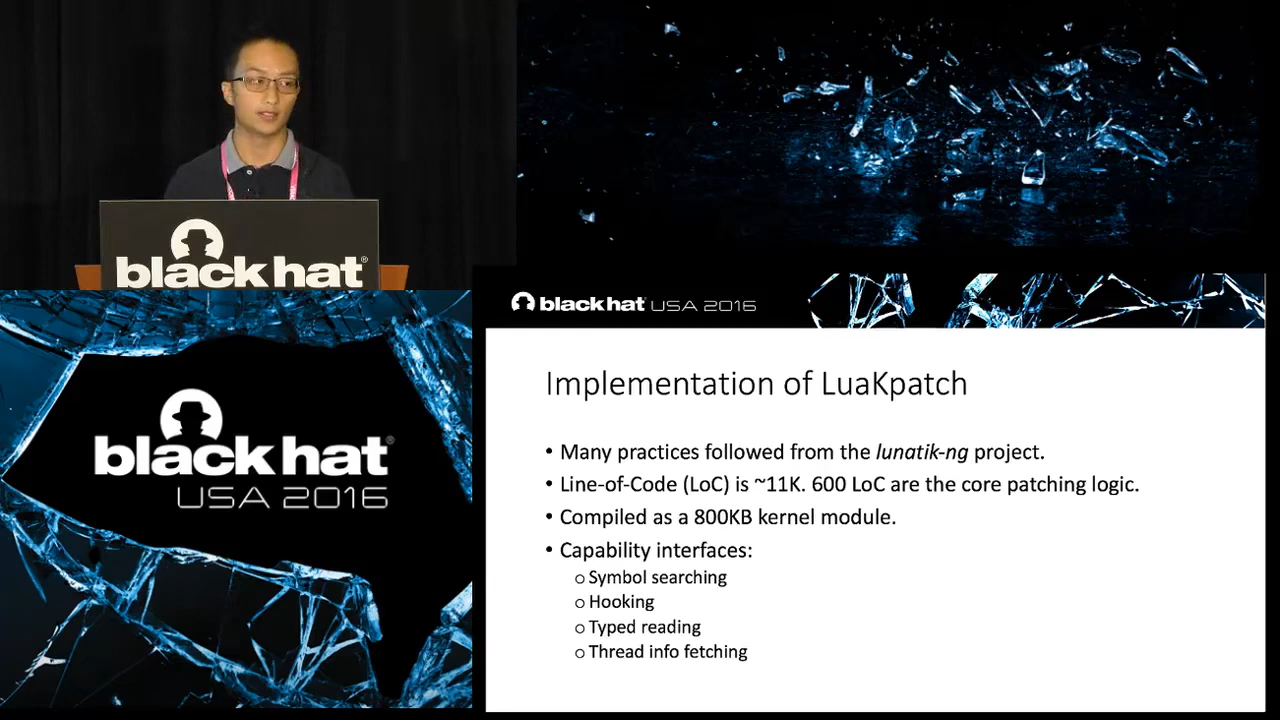 black hat®
black hat®
USA 2016
black hat USA 2016
Implementation of LuaKpatch
• Many practices followed from the lunatik-ng project.
• Line-of-Code (LoC) is ~11K. 600 LoC are the core patching logic.
• Compiled as a 800KB kernel module.
• Capability interfaces:
o Symbol searching
o Hooking
o Typed reading
o Thread info fetching